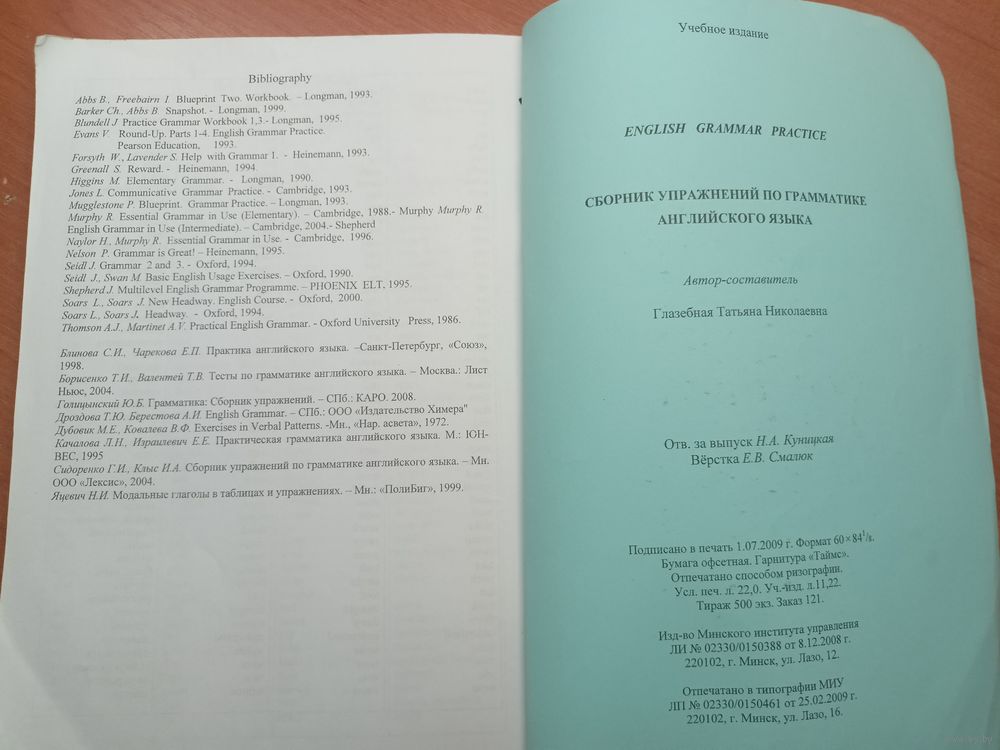 Bibliography
Abbs B., Freebairn I. Blueprint Two. Workbook. – Longman, 1993.
Barker Ch., Abbs B. Snapshot. - Longman, 1999.
Blundell J. Practice Grammar Workbook 1,3.- Longman, 1995.
Evans V. Round-Up. Parts 1-4. English Grammar Practice.
Pearson Education, 1993.
Forsyth W., Lavender S. Help with Grammar 1. - Heinemann, 1993.
Greenall S. Reward. - Heinemann, 1994.
Higgins M. Elementary Grammar. - Longman, 1990.
Jones L. Communicative Grammar Practice. - Cambridge, 1993.
Mugglestone P. Blueprint. Grammar Practice. – Longman, 1993.
Murphy R. Essential Grammar in Use (Elementary). – Cambridge, 1988.- Murphy Murphy R.
English Grammar in Use (Intermediate). – Cambridge, 2004.- Shepherd
Naylor H., Murphy R. Essential Grammar in Use. - Cambridge, 1996.
Nelson P. Grammar is Great! – Heinemann, 1995.
Seidl J. Grammar 2 and 3. - Oxford, 1994.
Seidl J., Swan M. Basic English Usage Exercises. – Oxford, 1990.
Shepherd J. Multilevel English Grammar Programme. – PHOENIX ELT, 1995.
Soars L., Soars J. New Headway. English Course. - Oxford, 2000.
Soars L., Soars J. Headway. - Oxford, 1994.
Thomson A.J., Martinet A.V. Practical English Grammar. - Oxford University Press, 1986.
Блинова С.И., Чарекова Е.П. Практика английского языка. –Санкт-Петербург, «Союз»,
1998.
Борисенко Т.И., Валентей Т.В. Тесты по грамматике английского языка. – Москва.: Лист
Ньюс, 2004.
Голицынский Ю.Б. Грамматика: Сборник упражнений. – СПб.: КАРО. 2008.
Дроздова Т.Ю. Берестова А.И. English Grammar. – СПб.: ООО «Издательство Химера"
Дубовик М.Е., Ковалева В.Ф. Exercises in Verbal Patterns. -Мн., «Нар. асвета», 1972.
Качалова Л.Н., Израилевич Е.Е. Практическая грамматика английского языка. М.: ЮН-
ВЕС, 1995
Сидоренко Г.И., Клыс И.А. Сборник упражнений по грамматике английского языка. – Мн.
ООО «Лексис», 2004.
Яцевич Н.И. Модальные глаголы в таблицах и упражнениях. – Мн.: «ПолиБиг», 1999.
Учебное издание
ENGLISH GRAMMAR PRACTICE
СБОРНИК УПРАЖНЕНИЙ ПО ГРАММАТИКЕ
АНГЛИЙСКОГО ЯЗЫКА
Автор-составитель
Глазебная Татьяна Николаевна
Отв. за выпуск Н.А. Куницкая
Вёрстка Е.В. Смалюк
Подписано в печать 1.07.2009 г. Формат 60×84¹/₈.
Бумага офсетная. Гарнитура «Таймс».
Отпечатано способом ризографии.
Усл. печ. л. 22,0. Уч.-изд. л.11,22.
Тираж 500 экз. Заказ 121.
Изд-во Минского института управления
ЛИ № 02330/0150388 от 8.12.2008 г.
220102, г. Минск, ул. Лазо, 12.
Отпечатано в типографии МИУ
ЛП № 02330/0150461 от 25.02.2009 г.
220102, г. Минск, ул. Лазо, 16.